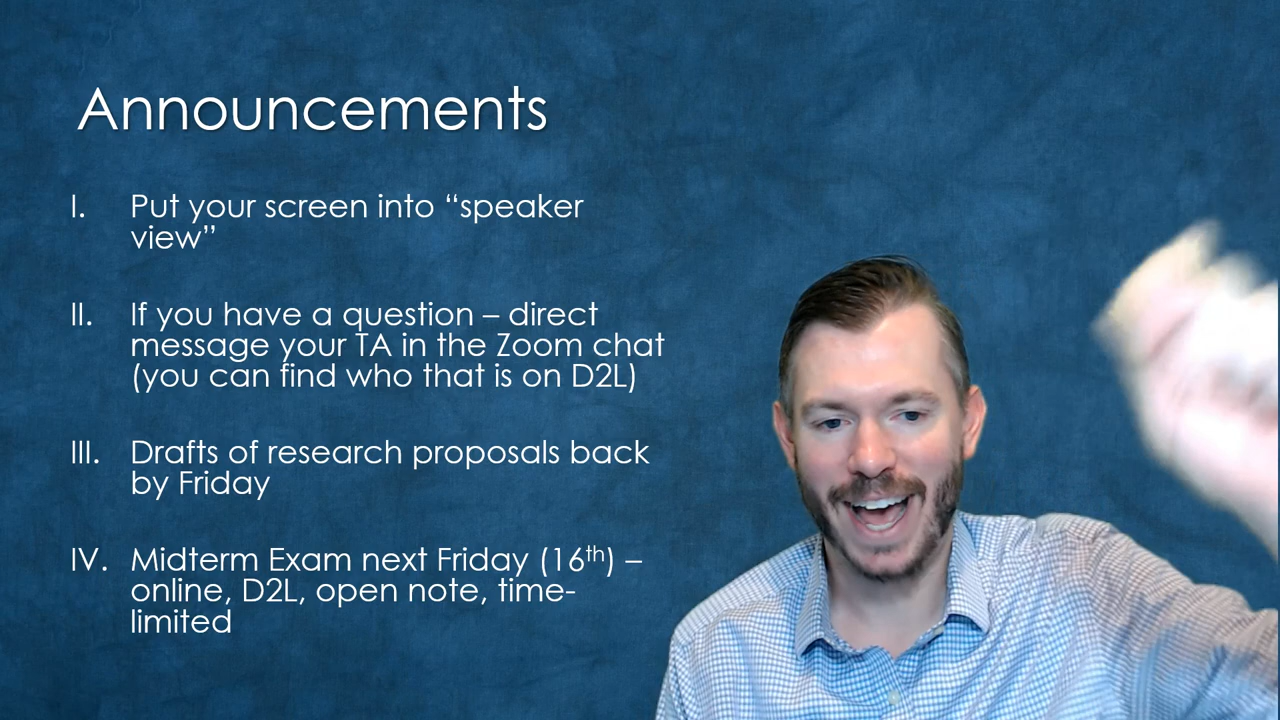 Announcements
I. Put your screen into “speaker
view”
II. If you have a question – direct
message your TA in the Zoom chat
(you can find who that is on D2L)
III. Drafts of research proposals back
by Friday
IV. Midterm Exam next Friday (16th) –
online, D2L, open note, time-
limited